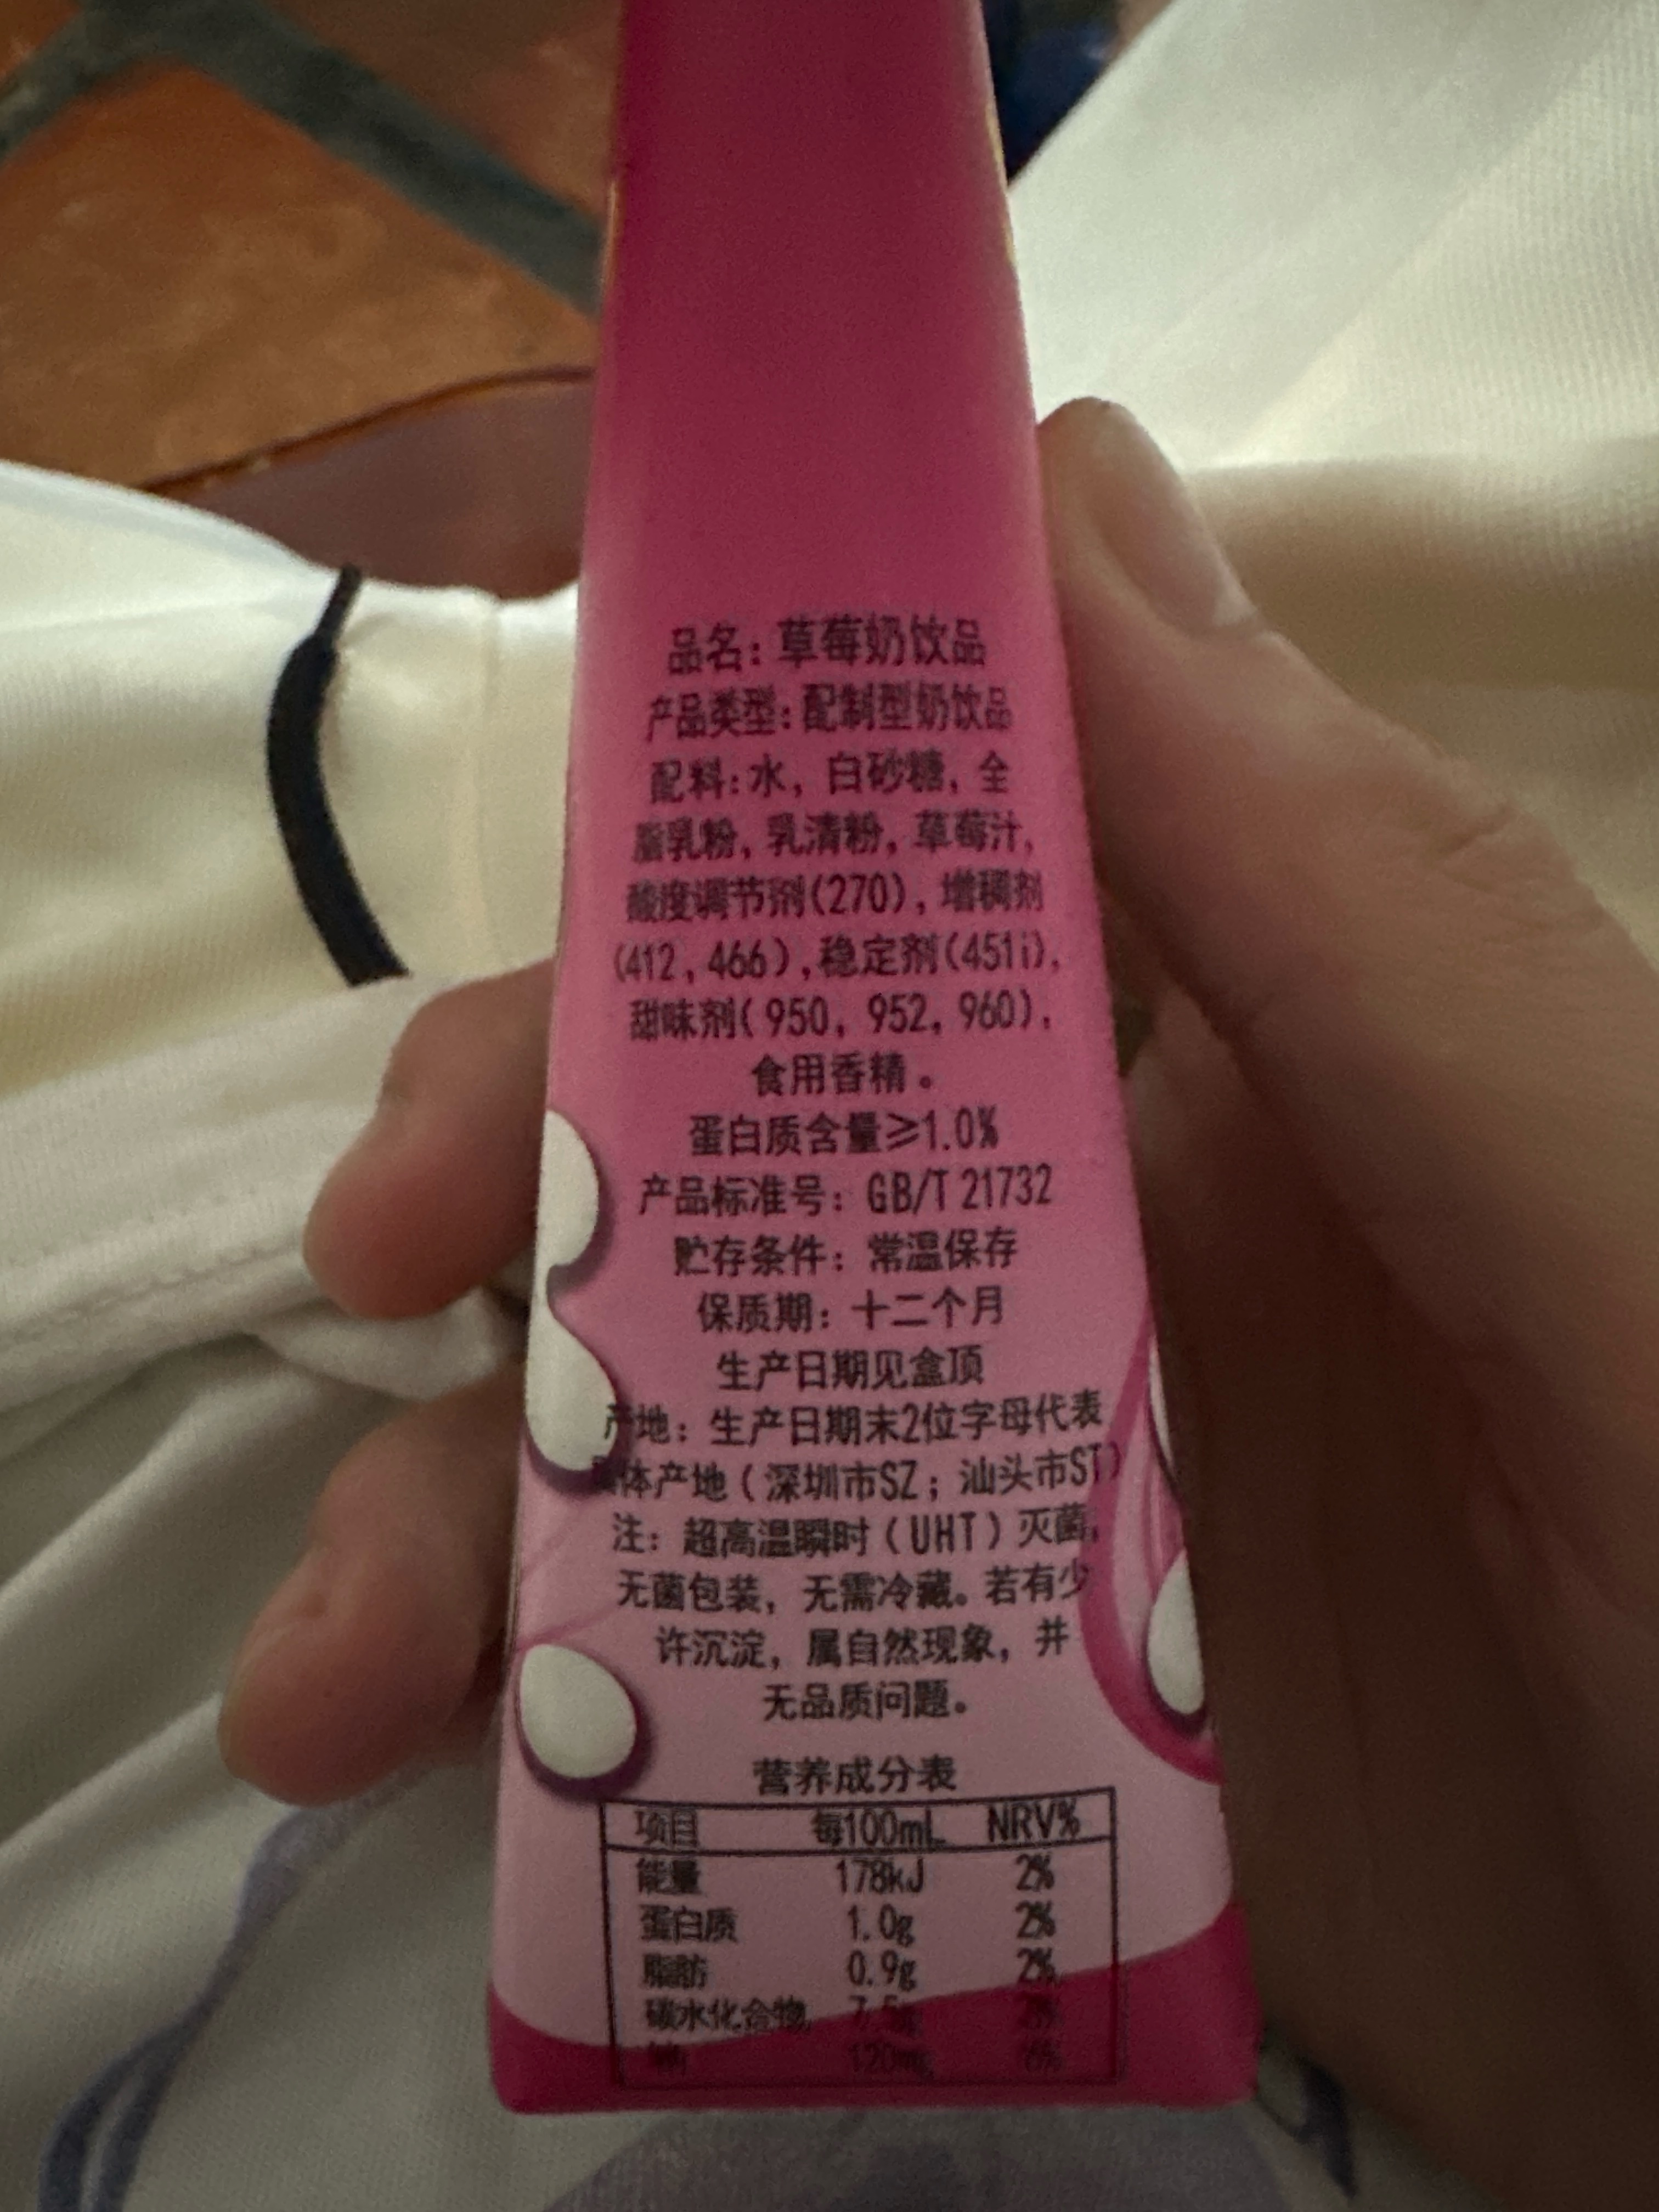 品名：草莓奶饮品
产品类型：配制型奶饮品
配料：水，白砂糖，全
脂乳粉，乳清粉，草莓汁，
酸度调节剂(270)，增稠剂
(412，466)，稳定剂(451i)，
甜味剂(950，952，960)，
食用香精。
蛋白质含量≥1.0%
产品标准号：GB/T 21732
贮存条件：常温保存
保质期：十二个月
生产日期见盒顶
产地：生产日期末2位字母代表
具体产地(深圳市SZ；汕头市ST)
注：超高温瞬时(UHT)灭菌，
无菌包装，无需冷藏。若有少
许沉淀，属自然现象，并
无品质问题。
营养成分表
项目 每100mL NRV%
能量 178kJ 2%
蛋白质 1.0g 2%
脂肪 0.9g 2%
碳水化合物 7.5g
钠 120mg 6%